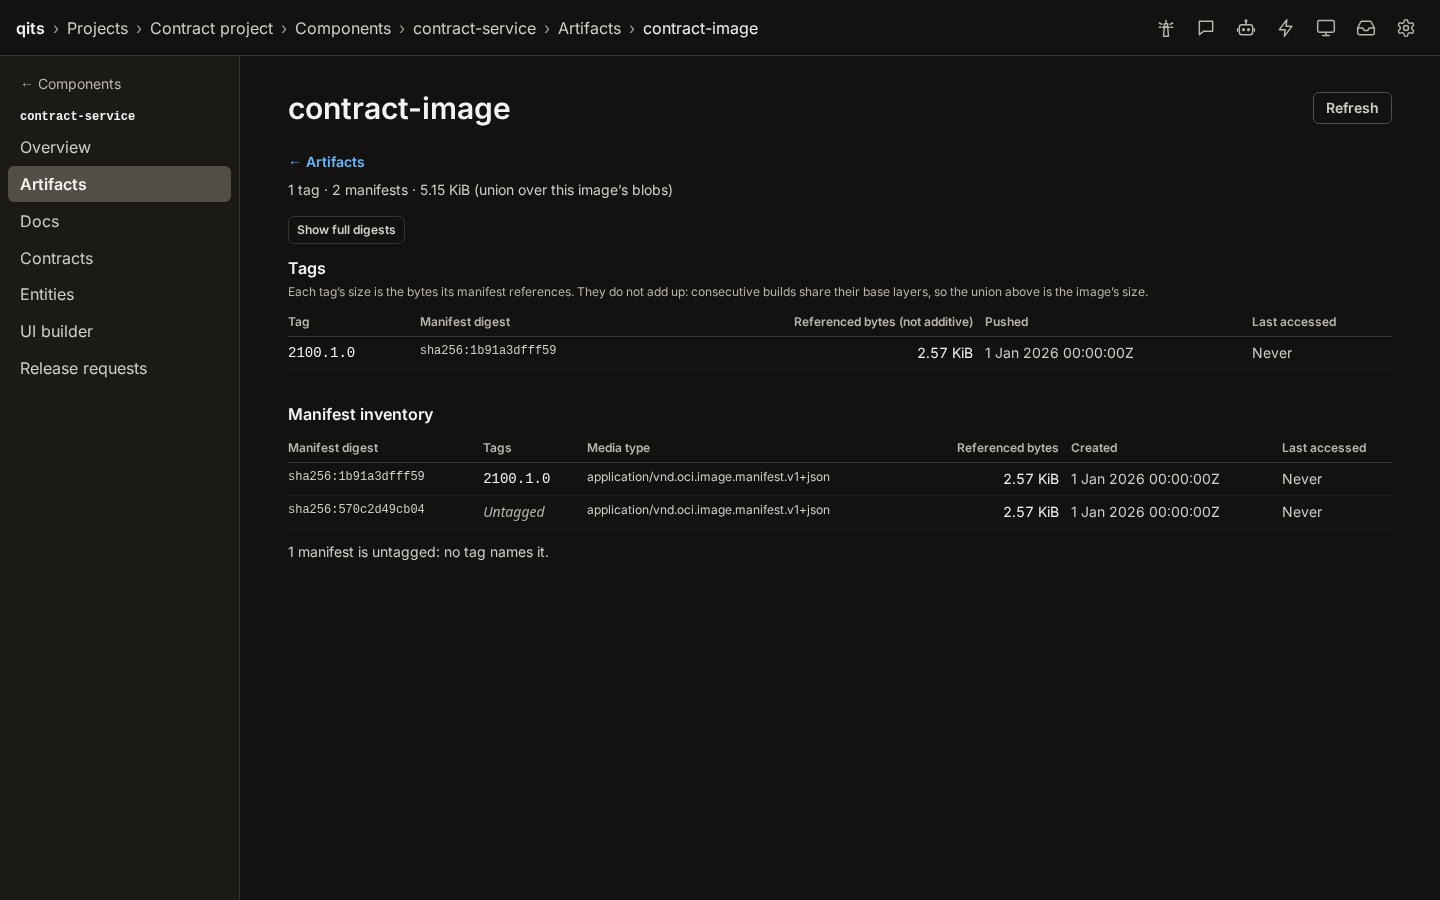 qits › Projects › Contract project › Components › contract-service › Artifacts › contract-image
← Components
contract-service
Overview
Artifacts
Docs
Contracts
Entities
UI builder
Release requests
contract-image
Refresh
← Artifacts
1 tag · 2 manifests · 5.15 KiB (union over this image’s blobs)
Show full digests
Tags
Each tag’s size is the bytes its manifest references. They do not add up: consecutive builds share their base layers, so the union above is the image’s size.
Tag Manifest digest Referenced bytes (not additive) Pushed Last accessed
2100.1.0 sha256:1b91a3dfff59 2.57 KiB 1 Jan 2026 00:00:00Z Never
Manifest inventory
Manifest digest Tags Media type Referenced bytes Created Last accessed
sha256:1b91a3dfff59 2100.1.0 application/vnd.oci.image.manifest.v1+json 2.57 KiB 1 Jan 2026 00:00:00Z Never
sha256:570c2d49cb04 Untagged application/vnd.oci.image.manifest.v1+json 2.57 KiB 1 Jan 2026 00:00:00Z Never
1 manifest is untagged: no tag names it.